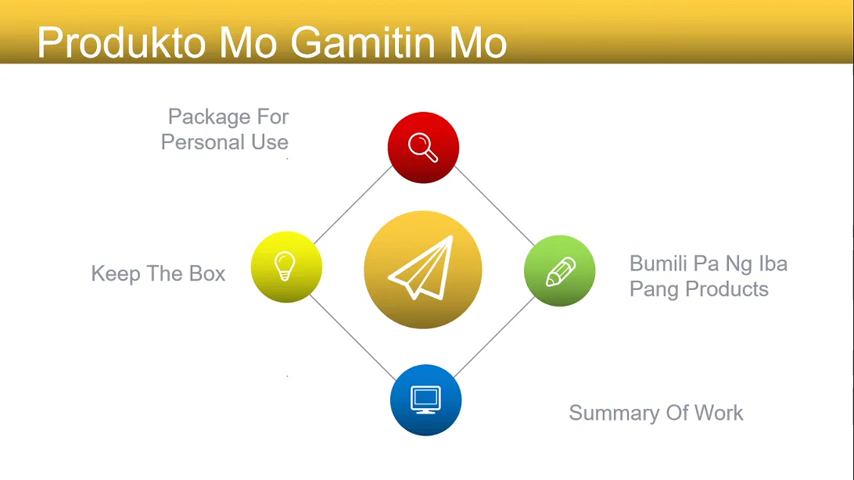 Produkto Mo Gamitin Mo
Package For
Personal Use
Keep The Box
Bumili Pa Ng Iba
Pang Products
Summary Of Work